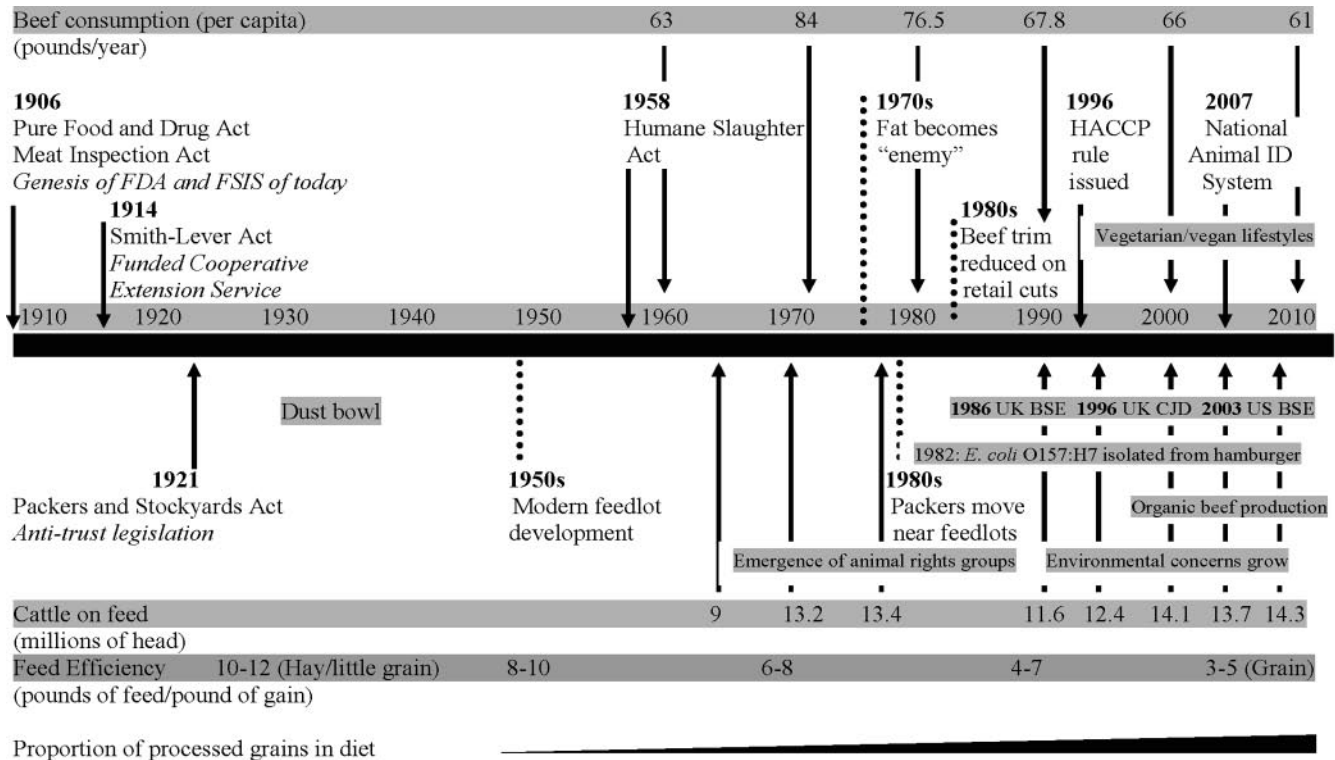 Beef consumption (per capita) 63 84 76.5 67.8 66 61
(pounds/year)
1906
Pure Food and Drug Act
Meat Inspection Act
Genesis of FDA and FSIS of today
1914
Smith-Lever Act
Funded Cooperative
Extension Service
1958
Humane Slaughter
Act
1970s
Fat becomes
“enemy”
1980s
Beef trim
reduced on
retail cuts
1996
HACCP
rule
issued
2007
National
Animal ID
System
Vegetarian/vegan lifestyles
1910 1920 1930 1940 1950 1960 1970 1980 1990 2000 2010
Dust bowl
1986 UK BSE 1996 UK CJD 2003 US BSE
1982: E. coli O157:H7 isolated from hamburger
1921
Packers and Stockyards Act
Anti-trust legislation
1950s
Modern feedlot
development
1980s
Packers move
near feedlots
Organic beef production
Emergence of animal rights groups
Environmental concerns grow
Cattle on feed 9 13.2 13.4 11.6 12.4 14.1 13.7 14.3
(millions of head)
Feed Efficiency 10-12 (Hay/little grain) 8-10 6-8 4-7 3-5 (Grain)
(pounds of feed/pound of gain)
Proportion of processed grains in diet